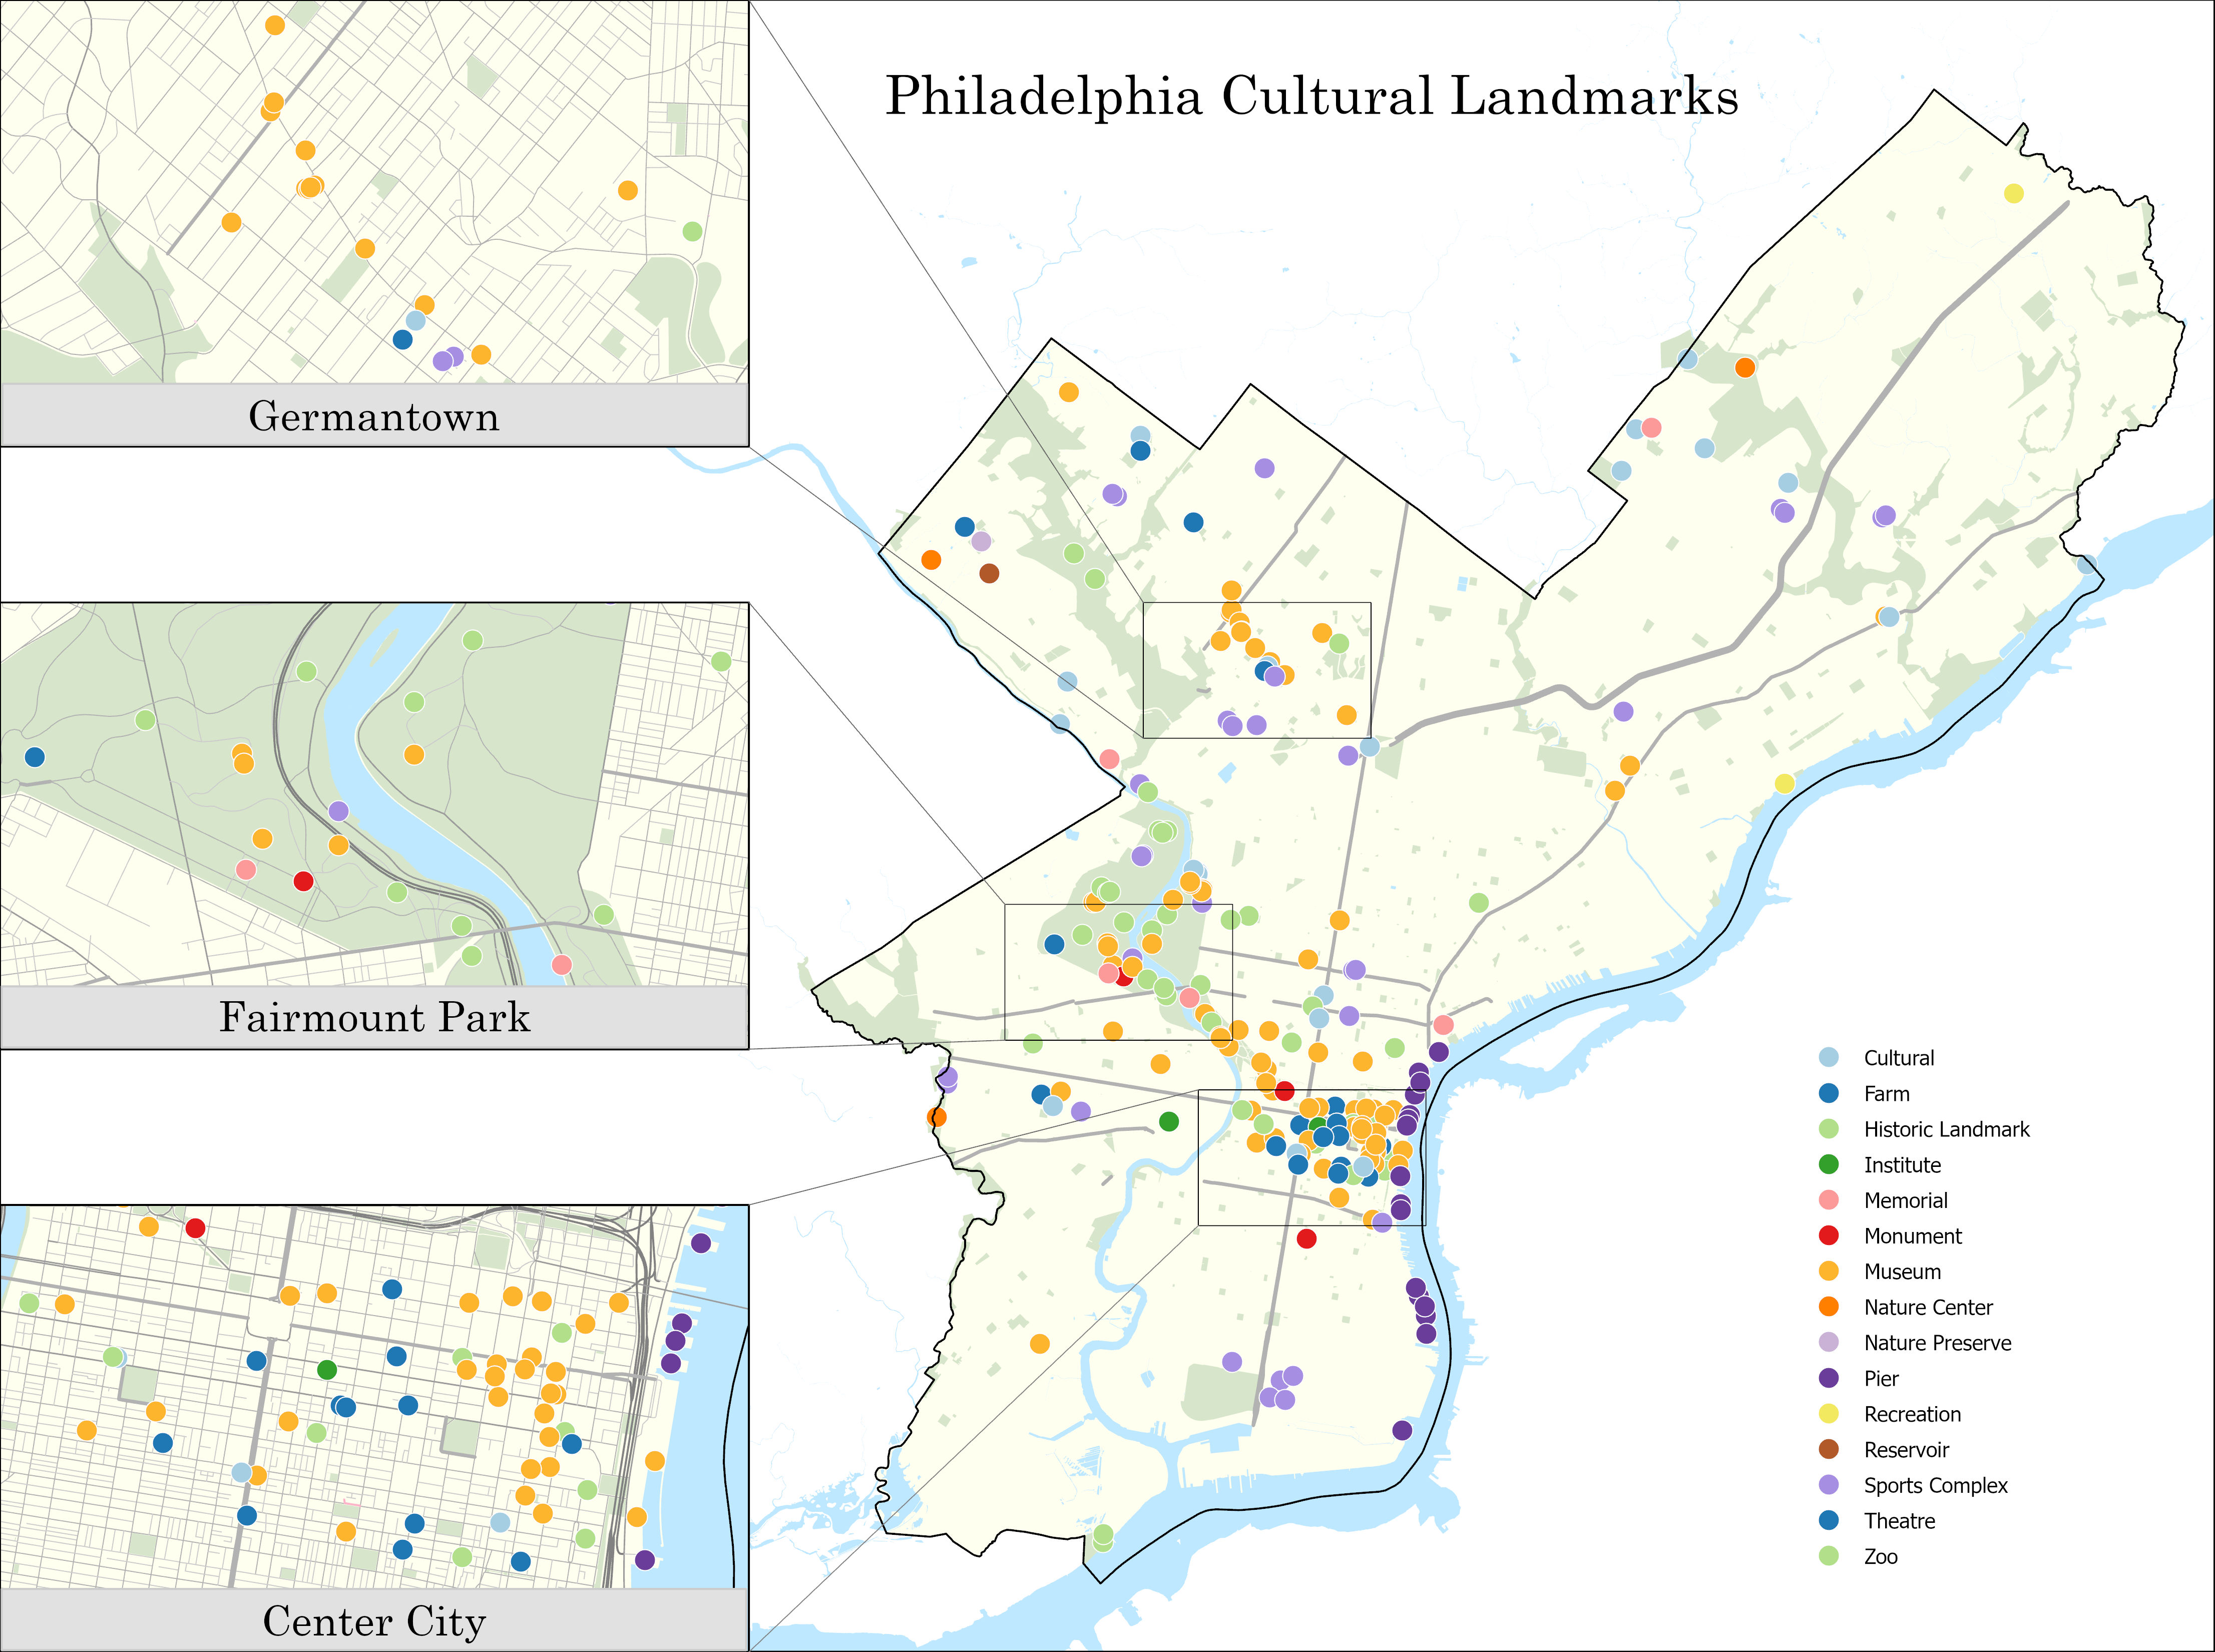 Philadelphia Cultural Landmarks
Germantown
Fairmount Park
Center City
Cultural
Farm
Historic Landmark
Institute
Memorial
Monument
Museum
Nature Center
Nature Preserve
Pier
Recreation
Reservoir
Sports Complex
Theatre
Zoo